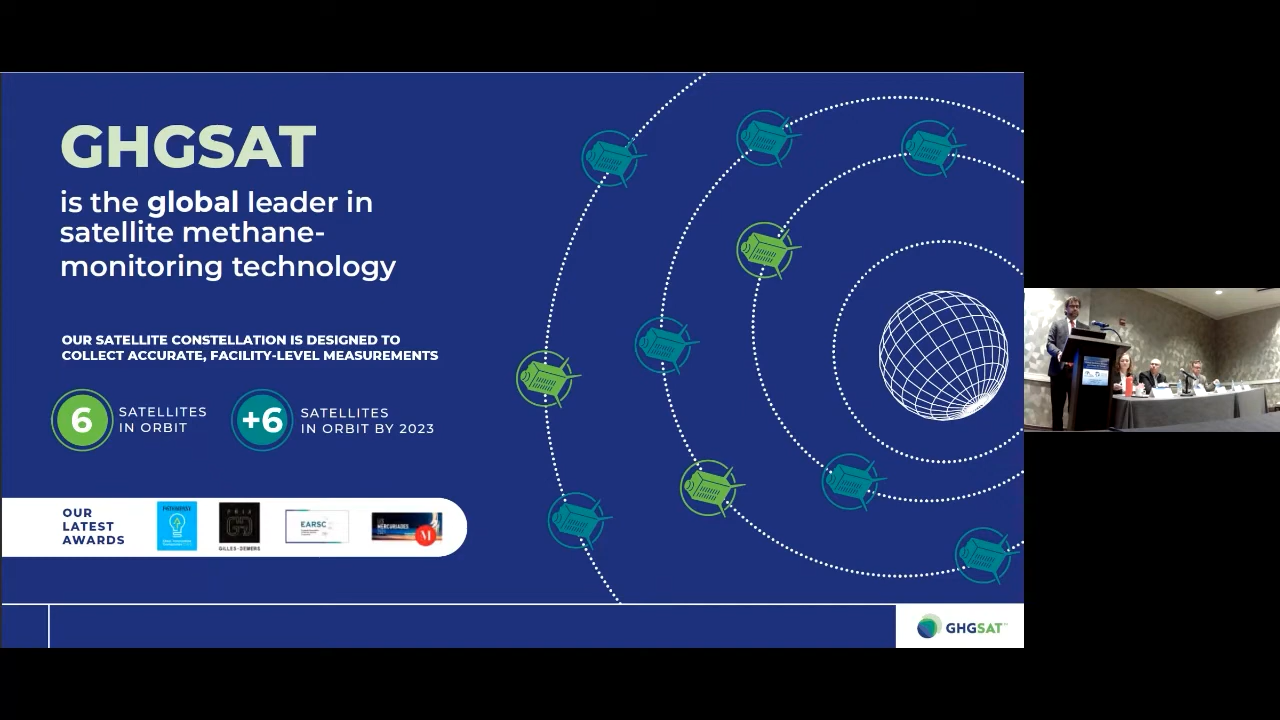 GHGSAT
is the global leader in
satellite methane-
monitoring technology
OUR SATELLITE CONSTELLATION IS DESIGNED TO
COLLECT ACCURATE, FACILITY-LEVEL MEASUREMENTS
6
SATELLITES
IN ORBIT
+6
SATELLITES
IN ORBIT BY 2023
OUR
LATEST
AWARDS
PRIX
GILLES-DEMERS
EARSC
MERCURIADES
M
GHGSAT